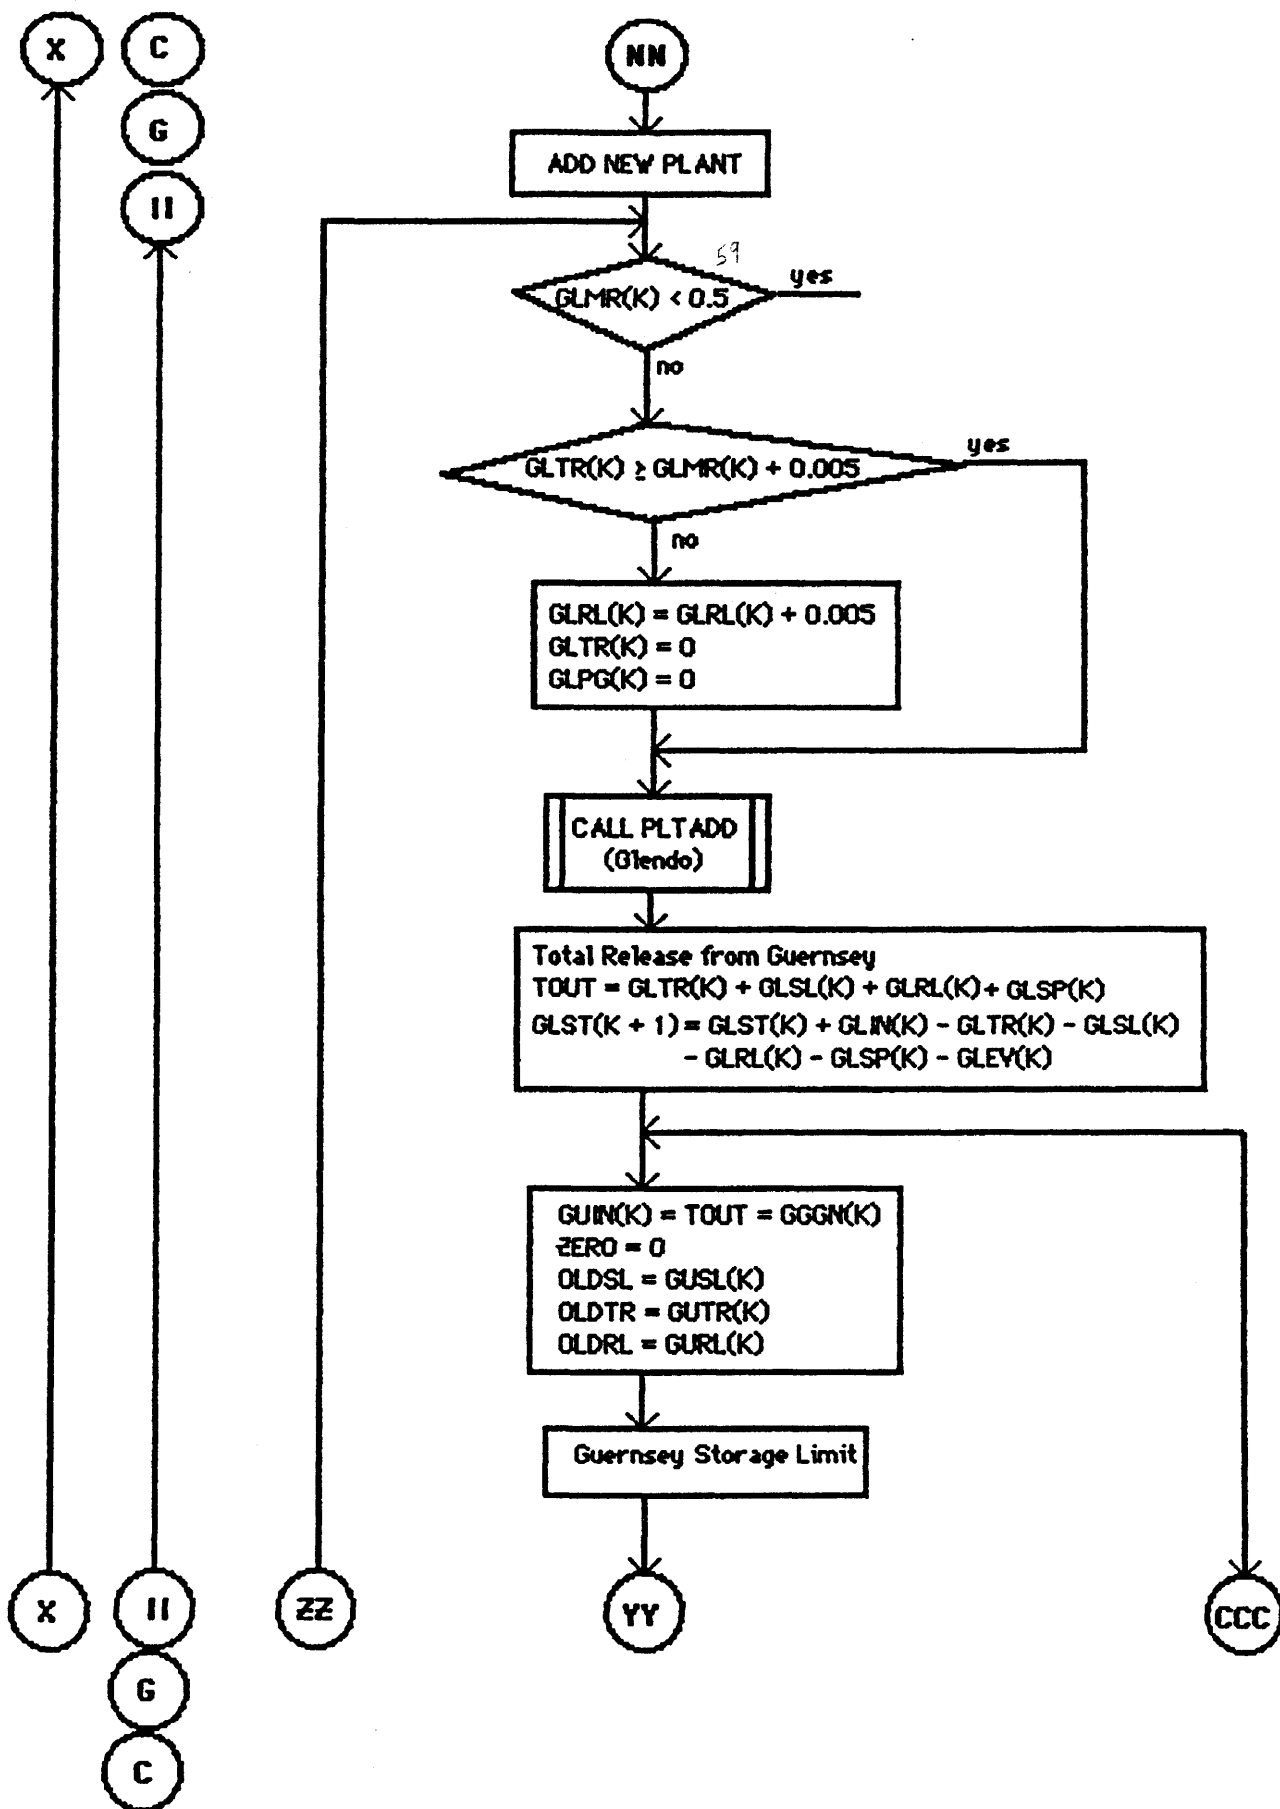 X
C
NN
G
II
ADD NEW PLANT
59
GLMR(K) < 0.5
yes
no
GLTR(K) ≥ GLMR(K) + 0.005
yes
no
GLRL(K) = GLRL(K) + 0.005
GLTR(K) = 0
GLPG(K) = 0
CALL PLTADD
(Glendo)
Total Release from Guernsey
TOUT = GLTR(K) + GLSL(K) + GLRL(K)+ GLSP(K)
GLST(K + 1) = GLST(K) + GLIN(K) - GLTR(K) - GLSL(K)
- GLRL(K) - GLSP(K) - GLEV(K)
GUIN(K) = TOUT = GGGN(K)
ZERO = 0
OLDSL = GUSL(K)
OLDTR = GUTR(K)
OLDRL = GURL(K)
Guernsey Storage Limit
X
II
ZZ
YY
CCC
G
C